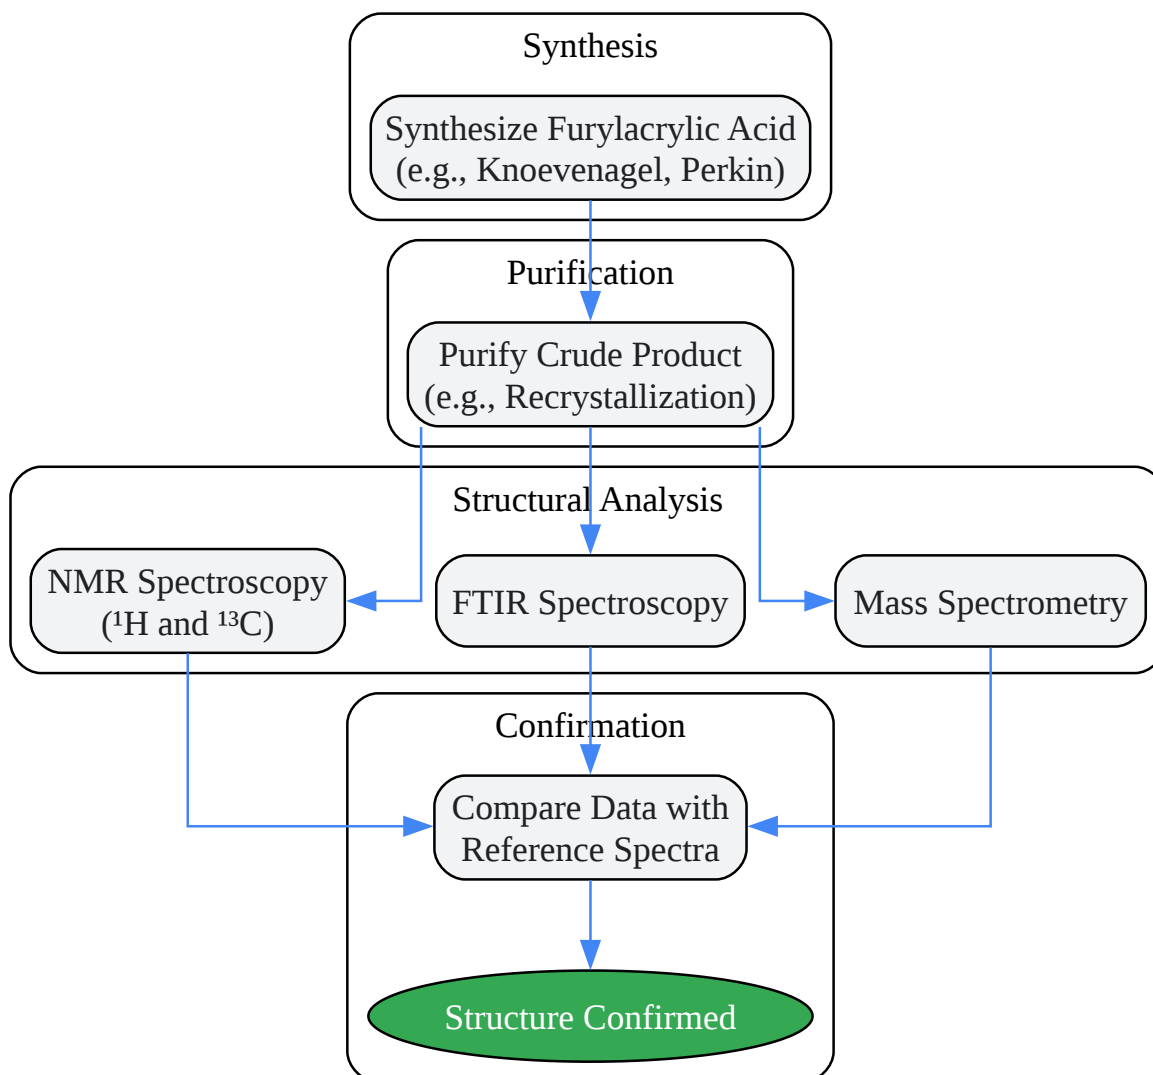 Synthesis
Synthesize Furylacrylic Acid
(e.g., Knoevenagel, Perkin)
Purification
Purify Crude Product
(e.g., Recrystallization)
Structural Analysis
NMR Spectroscopy
(¹H and ¹³C)
FTIR Spectroscopy
Mass Spectrometry
Confirmation
Compare Data with
Reference Spectra
Structure Confirmed